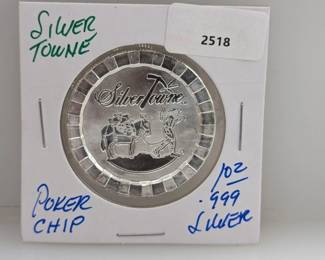 SILVER
TOWNE
2518
SilverTowne
POKER
CHIP
1OZ
.999
SILVER